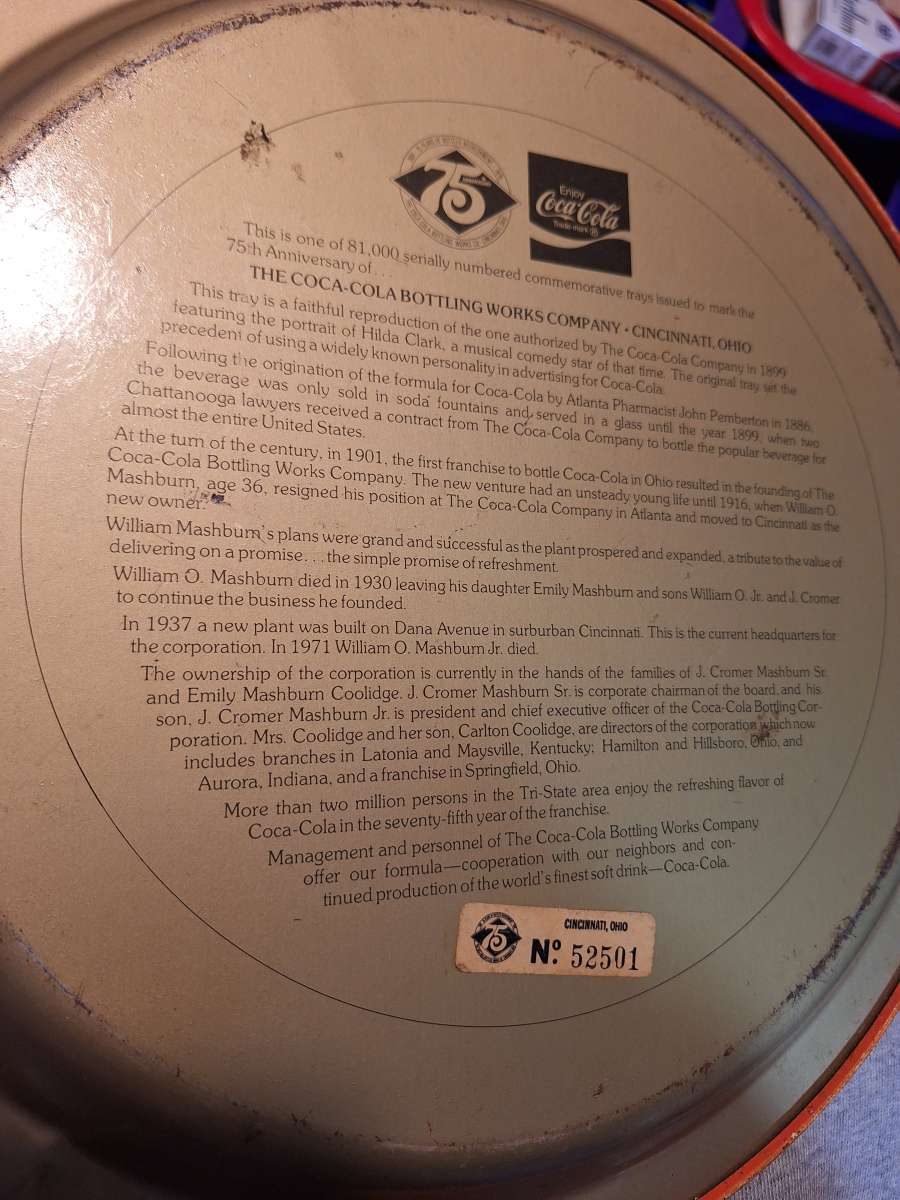 75
Enjoy
Coca-Cola
Trade-mark ®
This is one of 81,000 serially numbered commemorative trays issued to mark the
75th Anniversary of . . .
THE COCA-COLA BOTTLING WORKS COMPANY • CINCINNATI, OHIO
This tray is a faithful reproduction of the one authorized by The Coca-Cola Company in 1899
featuring the portrait of Hilda Clark, a musical comedy star of that time. The original tray set the
precedent of using a widely known personality in advertising for Coca-Cola.
Following the origination of the formula for Coca-Cola by Atlanta Pharmacist John Pemberton in 1886,
the beverage was only sold in soda fountains and served in a glass until the year 1899, when two
Chattanooga lawyers received a contract from The Coca-Cola Company to bottle the popular beverage for
almost the entire United States.
At the turn of the century, in 1901, the first franchise to bottle Coca-Cola in Ohio resulted in the founding of The
Coca-Cola Bottling Works Company. The new venture had an unsteady young life until 1916, when William O.
Mashburn, age 36, resigned his position at The Coca-Cola Company in Atlanta and moved to Cincinnati as the
new owner.
William Mashburn's plans were grand and successful as the plant prospered and expanded, a tribute to the value of
delivering on a promise. . .the simple promise of refreshment.
William O. Mashburn died in 1930 leaving his daughter Emily Mashburn and sons William O. Jr. and J. Cromer
to continue the business he founded.
In 1937 a new plant was built on Dana Avenue in surburban Cincinnati. This is the current headquarters for
the corporation. In 1971 William O. Mashburn Jr. died.
The ownership of the corporation is currently in the hands of the families of J. Cromer Mashburn Sr.
and Emily Mashburn Coolidge. J. Cromer Mashburn Sr. is corporate chairman of the board, and his
son, J. Cromer Mashburn Jr. is president and chief executive officer of the Coca-Cola Bottling Cor-
poration. Mrs. Coolidge and her son, Carlton Coolidge, are directors of the corporation which now
includes branches in Latonia and Maysville, Kentucky; Hamilton and Hillsboro, Ohio, and
Aurora, Indiana, and a franchise in Springfield, Ohio.
More than two million persons in the Tri-State area enjoy the refreshing flavor of
Coca-Cola in the seventy-fifth year of the franchise.
Management and personnel of The Coca-Cola Bottling Works Company
offer our formula—cooperation with our neighbors and con-
tinued production of the world's finest soft drink—Coca-Cola.
75
CINCINNATI, OHIO
Nº. 52501